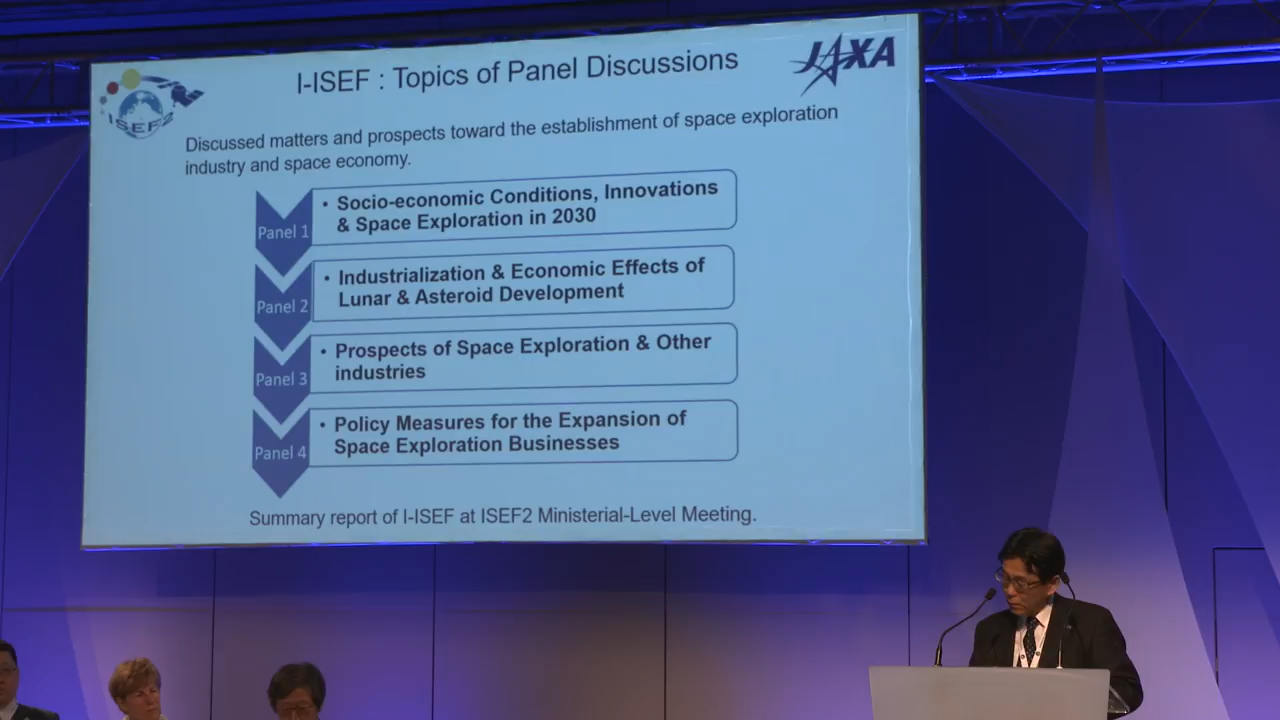 I-ISEF : Topics of Panel Discussions
JAXA
ISEF2
Discussed matters and prospects toward the establishment of space exploration
industry and space economy.
Panel 1
• Socio-economic Conditions, Innovations
& Space Exploration in 2030
Panel 2
• Industrialization & Economic Effects of
Lunar & Asteroid Development
Panel 3
• Prospects of Space Exploration & Other
industries
Panel 4
• Policy Measures for the Expansion of
Space Exploration Businesses
Summary report of I-ISEF at ISEF2 Ministerial-Level Meeting.